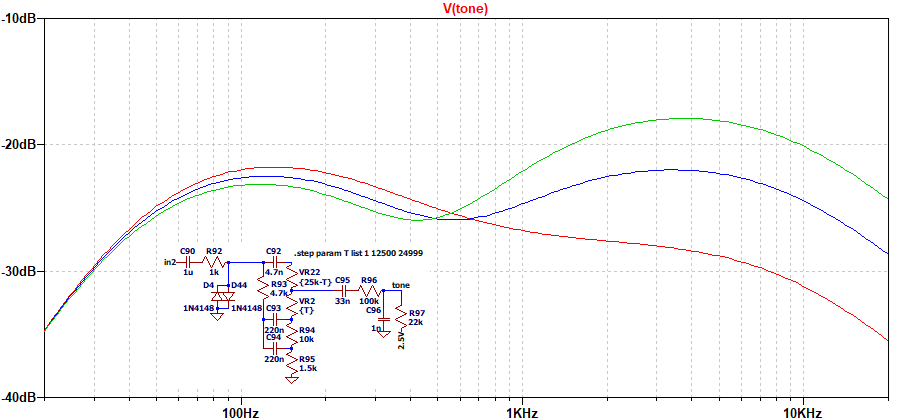 V(tone)
-10dB
-20dB
-30dB
-40dB
100Hz 1KHz 10KHz
.step param T list 1 12500 24999
C90 R92 C92
in2
1u 1k 4.7n
VR22
{25k-T}
D4 D44 R93
4.7k
C95 R96 tone
33n 100k
1N4148 1N4148
VR2
{T}
C93
220n
C96
1n
R97
22k
R94
10k
C94
220n
2.5V
R95
1.5k